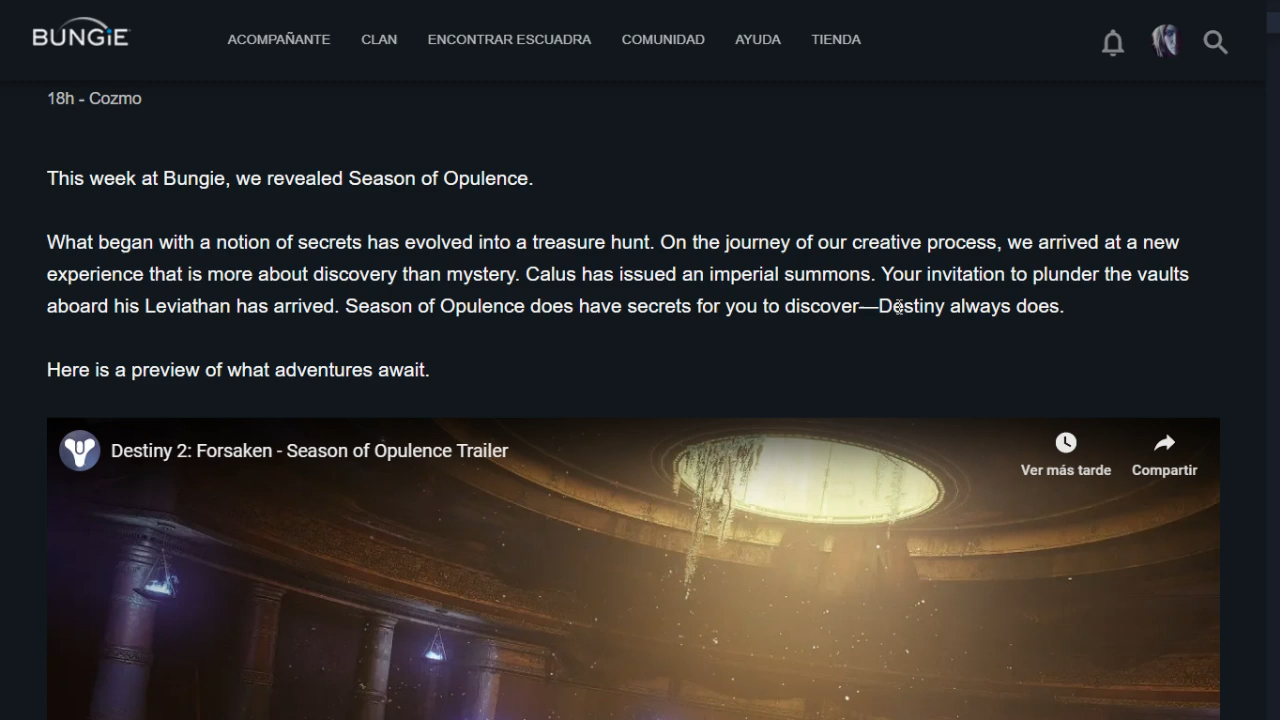 BUNGiE ACOMPAÑANTE CLAN ENCONTRAR ESCUADRA COMUNIDAD AYUDA TIENDA
18h - Cozmo
This week at Bungie, we revealed Season of Opulence.
What began with a notion of secrets has evolved into a treasure hunt. On the journey of our creative process, we arrived at a new
experience that is more about discovery than mystery. Calus has issued an imperial summons. Your invitation to plunder the vaults
aboard his Leviathan has arrived. Season of Opulence does have secrets for you to discover—Destiny always does.
Here is a preview of what adventures await.
Destiny 2: Forsaken - Season of Opulence Trailer
Ver más tarde Compartir